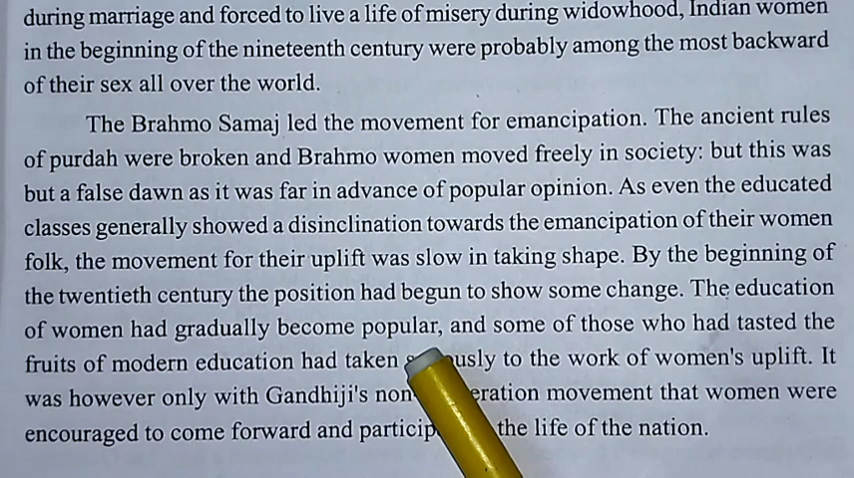 during marriage and forced to live a life of misery during widowhood, Indian women
in the beginning of the nineteenth century were probably among the most backward
of their sex all over the world.
The Brahmo Samaj led the movement for emancipation. The ancient rules
of purdah were broken and Brahmo women moved freely in society: but this was
but a false dawn as it was far in advance of popular opinion. As even the educated
classes generally showed a disinclination towards the emancipation of their women
folk, the movement for their uplift was slow in taking shape. By the beginning of
the twentieth century the position had begun to show some change. The education
of women had gradually become popular, and some of those who had tasted the
fruits of modern education had taken to the work of women's uplift. It
was however only with Gandhiji's movement that women were
encouraged to come forward and the life of the nation.